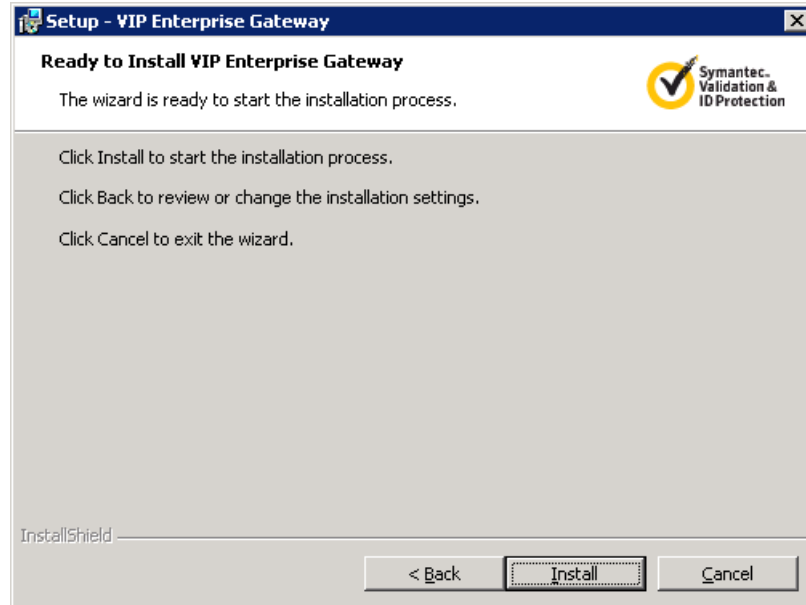 Setup - VIP Enterprise Gateway
Ready to Install VIP Enterprise Gateway
The wizard is ready to start the installation process.
Symantec™
Validation &
ID Protection
Click Install to start the installation process.
Click Back to review or change the installation settings.
Click Cancel to exit the wizard.
InstallShield
< Back
Install
Cancel